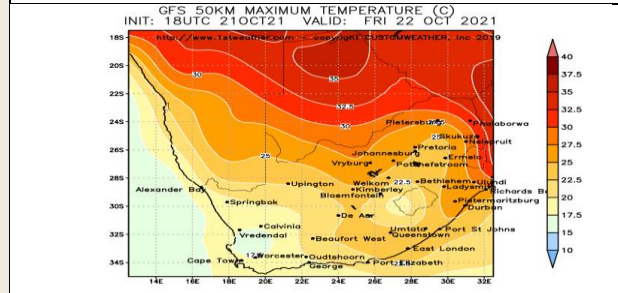 GFS 50KM MAXIMUM TEMPERATURE (C)
INIT: 18UTC 21OCT21 VALID: FRI 22 OCT 2021
http://www.1stweather.com -- copyright CUSTOMWEATHER, Inc 2019
18S
20S
22S
24S
26S
28S
30S
32S
34S
30
35
32.5
30
25
25
22.5
Pietersburg
Phalaborwa
Skukuza
Nelspruit
Pretoria
Johannesburg
Ermelo
Vryburg
Potchefstroom
Welkom
Bethlehem
Ulundi
Alexander Bay
Upington
Kimberley
Ladysmith
Bloemfontein
Richards Ba
Springbok
Pietermaritzburg
Durban
De Aar
Calvinia
Vredendal
Umtata
Port St Johns
Beaufort West
Queenstown
East London
Worcester
Oudtshoorn
Cape Town
George
Port Elizabeth
14E
16E
18E
20E
22E
24E
26E
28E
30E
32E
40
37.5
35
32.5
30
27.5
25
22.5
20
17.5
15
10